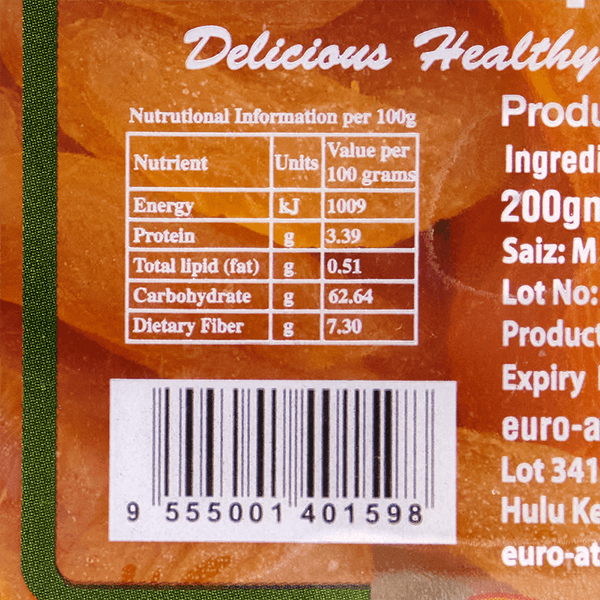 Delicious Healthy
Nutrutional Information per 100g
Nutrient Units Value per 100 grams
Energy kJ 1009
Protein g 3.39
Total lipid (fat) g 0.51
Carbohydrate g 62.64
Dietary Fiber g 7.30
9 555001 401598
Produ
Ingredi
200gn
Saiz: M
Lot No:
Product
Expiry
euro-a
Lot 341
Hulu Ke
euro-at